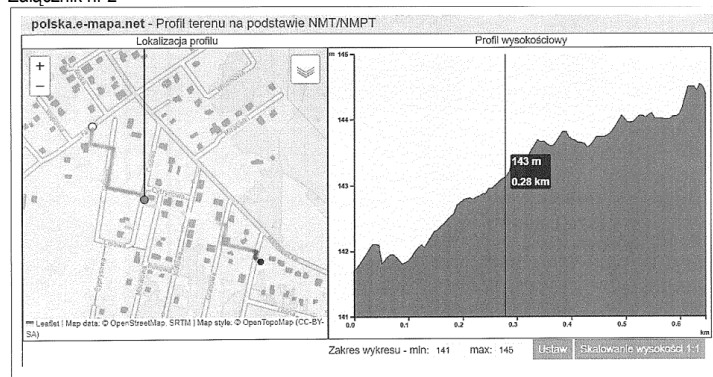 Załącznik nr 2
polska.e-mapa.net - Profil terenu na podstawie NMT/NMPT
Lokalizacja profilu
Profil wysokościowy
+
−
m 145
144
143
142
141
143 m
0.28 km
0.0
0.1
0.2
0.3
0.4
0.5
0.6
km
Leaflet | Map data: © OpenStreetMap, SRTM | Map style: © OpenTopoMap (CC-BY-
SA)
Zakres wykresu - min: 141 max: 145 Ustaw Skalowanie wysokości 1:1